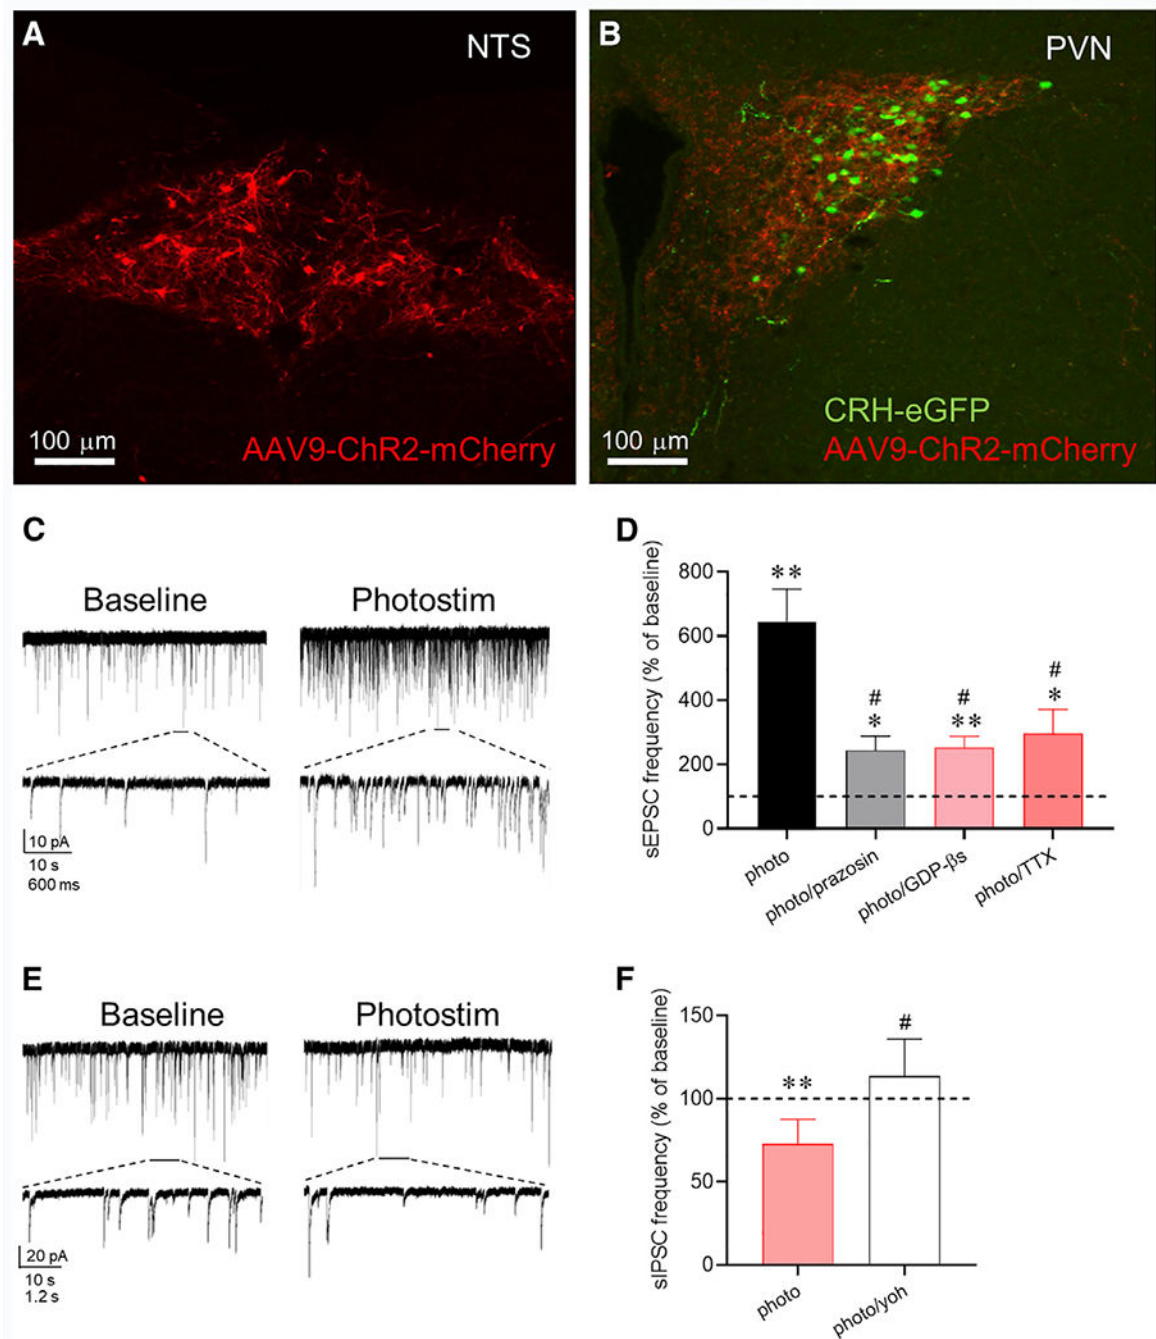 A
NTS
100 μm
AAV9-ChR2-mCherry
B
PVN
CRH-eGFP
100 μm
AAV9-ChR2-mCherry
C
Baseline
Photostim
10 pA
10 s
600 ms
D
sEPSC frequency (% of baseline)
800
600
400
200
0
**
#
*
#
**
#
*
photo
photo/prazosin
photo/GDP-βs
photo/TTX
E
Baseline
Photostim
20 pA
10 s
1.2 s
F
sIPSC frequency (% of baseline)
150
100
50
0
**
#
photo
photo/yoh